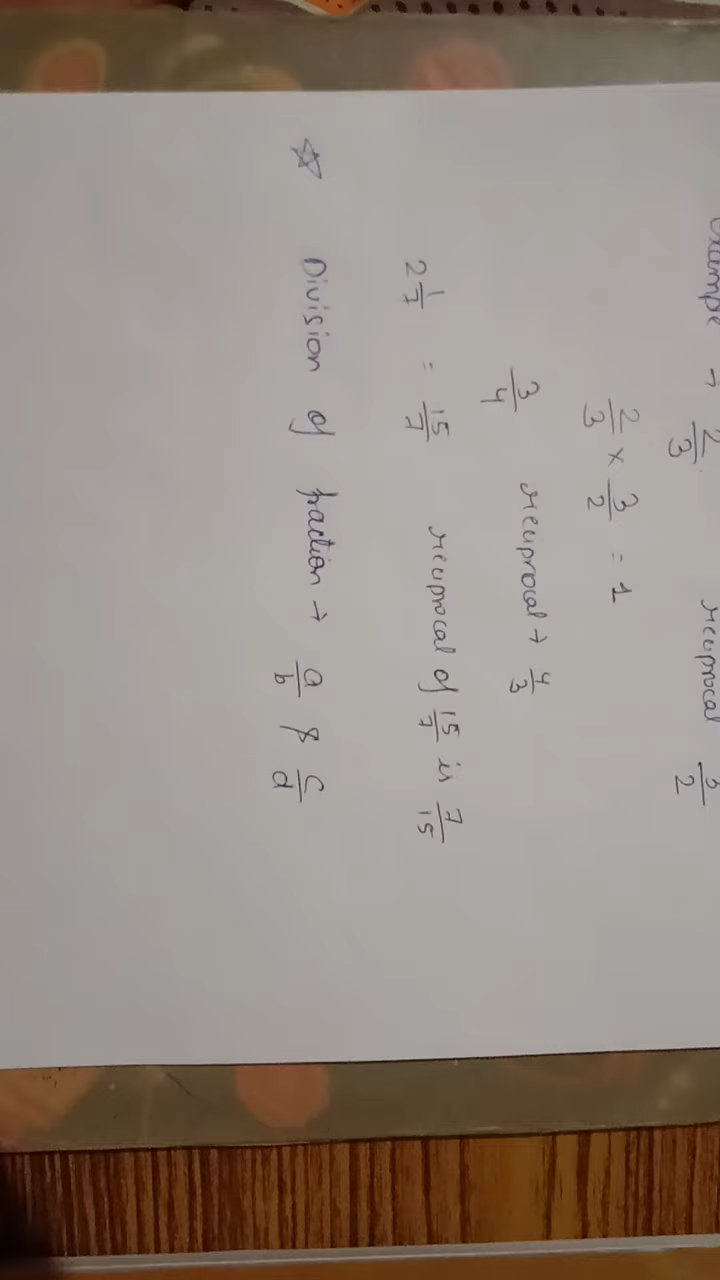 Example → 2/3 reciprocal 3/2
2/3 × 3/2 = 1
3/4 reciprocal → 4/3
2 1/7 = 15/7 reciprocal of 15/7 is 7/15
☆ Division of fraction → a/b & c/d